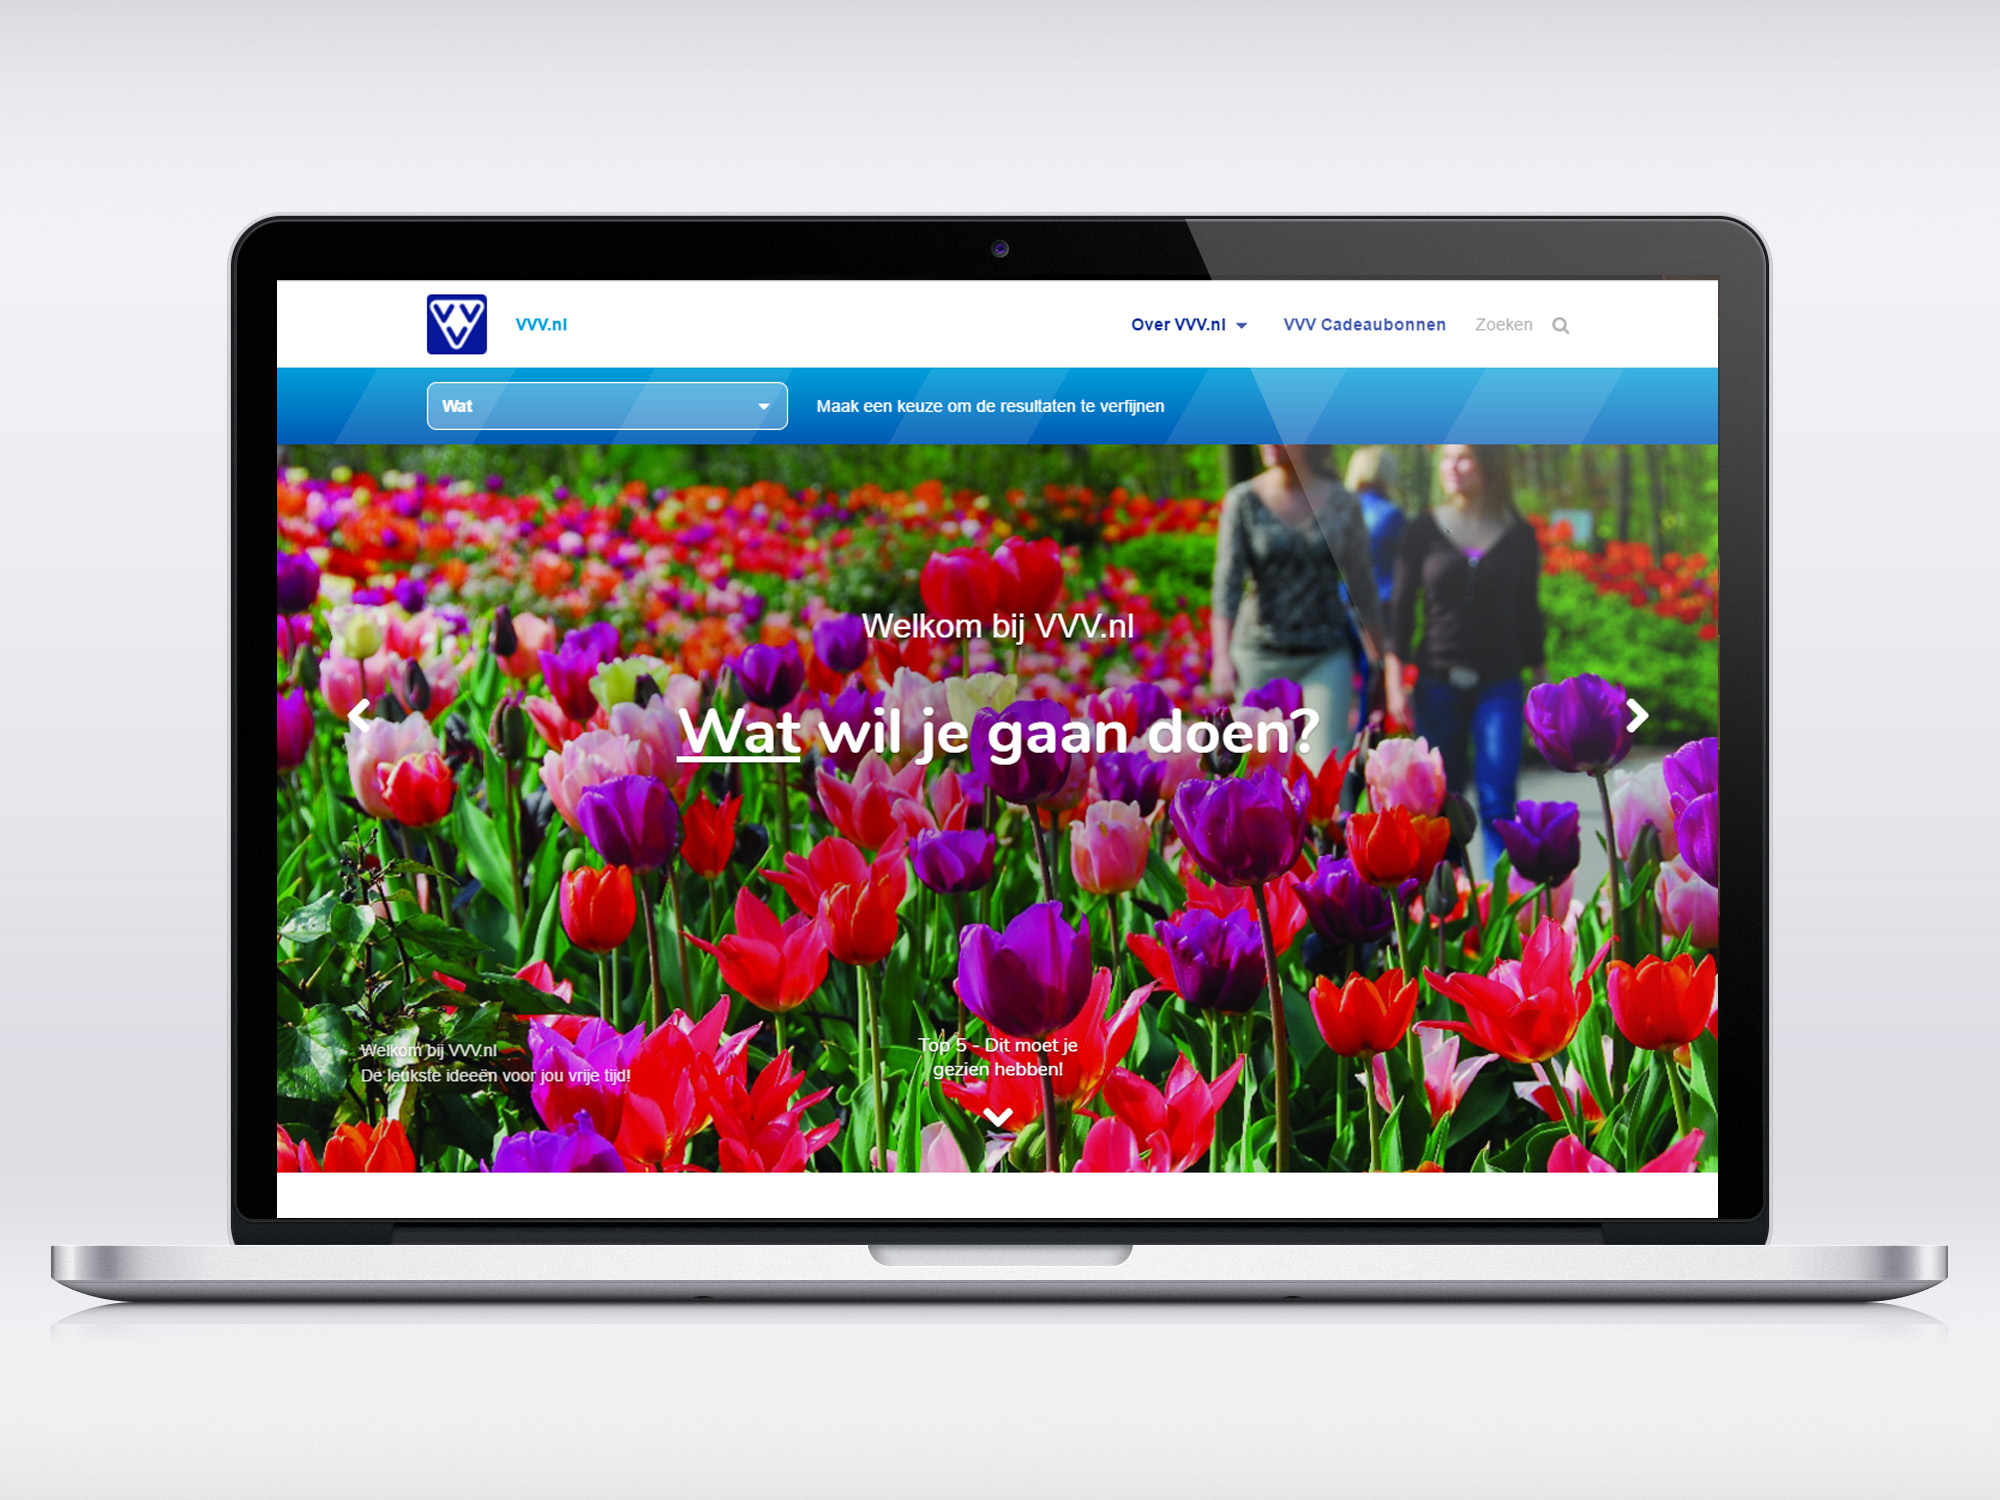 VVV
VVV.nl
Over VVV.nl
VVV Cadeaubonnen
Zoeken
Wat
Maak een keuze om de resultaten te verfijnen
Welkom bij VVV.nl
Wat wil je gaan doen?
Welkom bij VVV.nl
De leukste ideeën voor jou vrije tijd!
Top 5 - Dit moet je
gezien hebben!